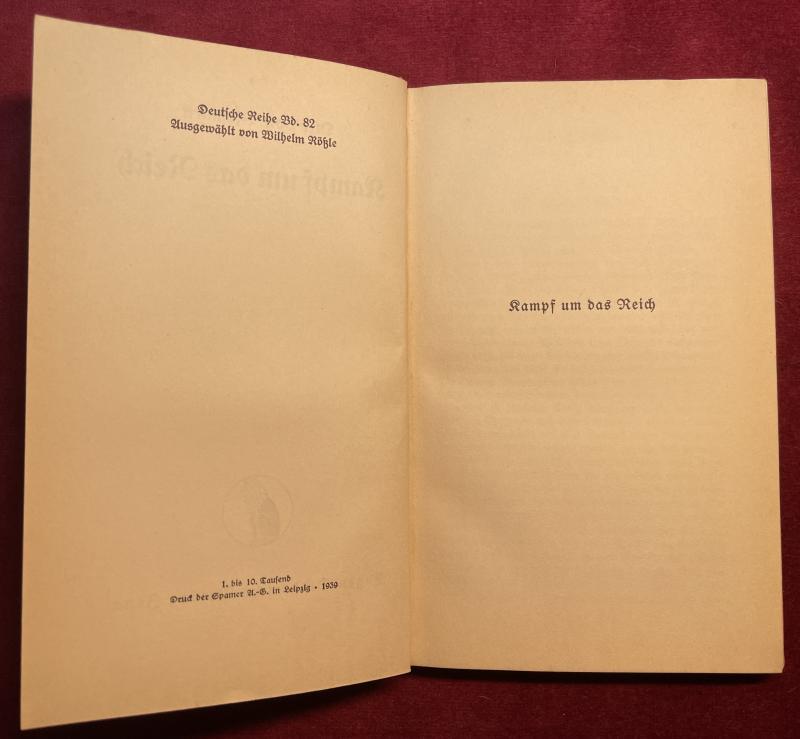 Deutsche Reihe Bd. 82
Ausgewählt von Wilhelm Rößle
1. bis 10. Tausend
Druck der Spamer A.-G. in Leipzig · 1939
Kampf um das Reich